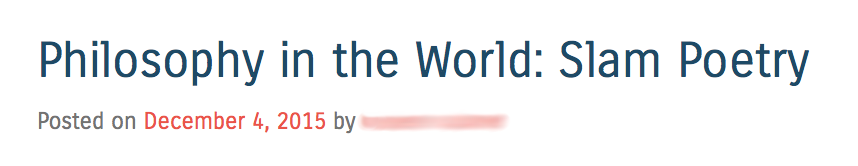 Philosophy in the World: Slam Poetry
Posted on December 4, 2015 by